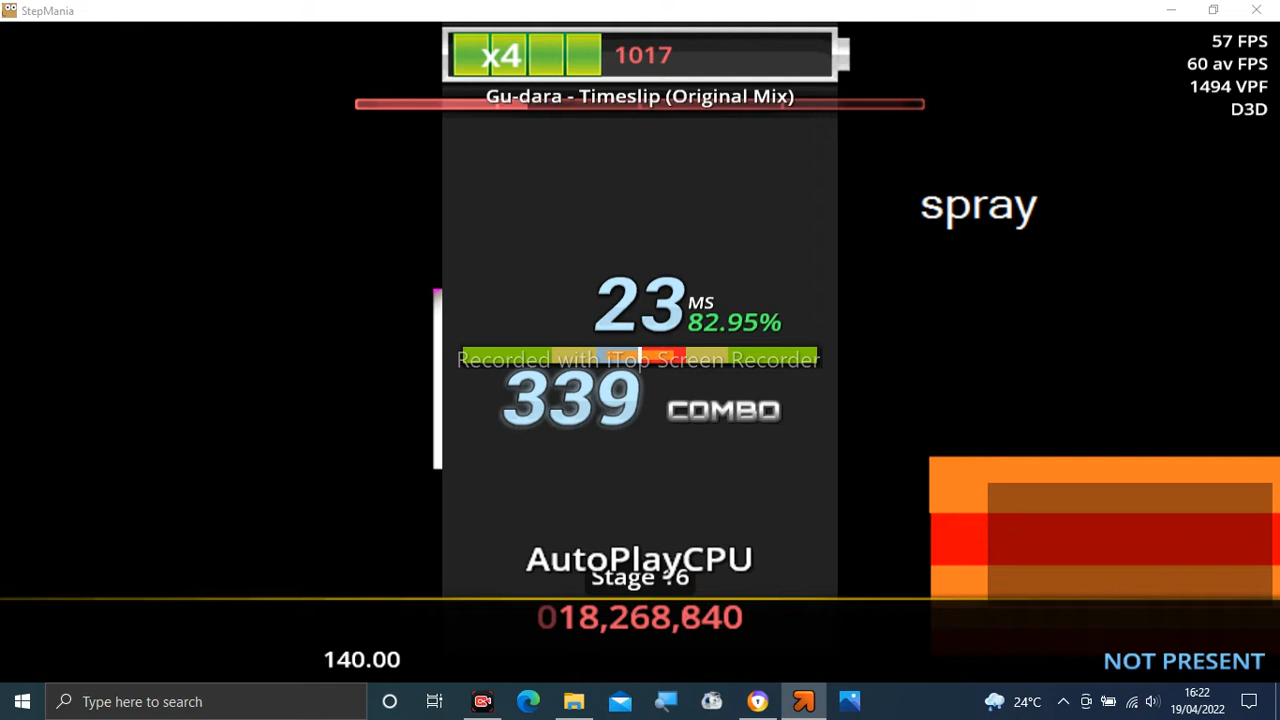 StepMania
57 FPS
60 av FPS
1494 VPF
D3D
x4
1017
Gu-dara - Timeslip (Original Mix)
spray
23 MS
82.95%
Recorded with iTop Screen Recorder
339 COMBO
AutoPlayCPU
Stage
018,268,840
140.00
NOT PRESENT
Type here to search
24°C
16:22
19/04/2022